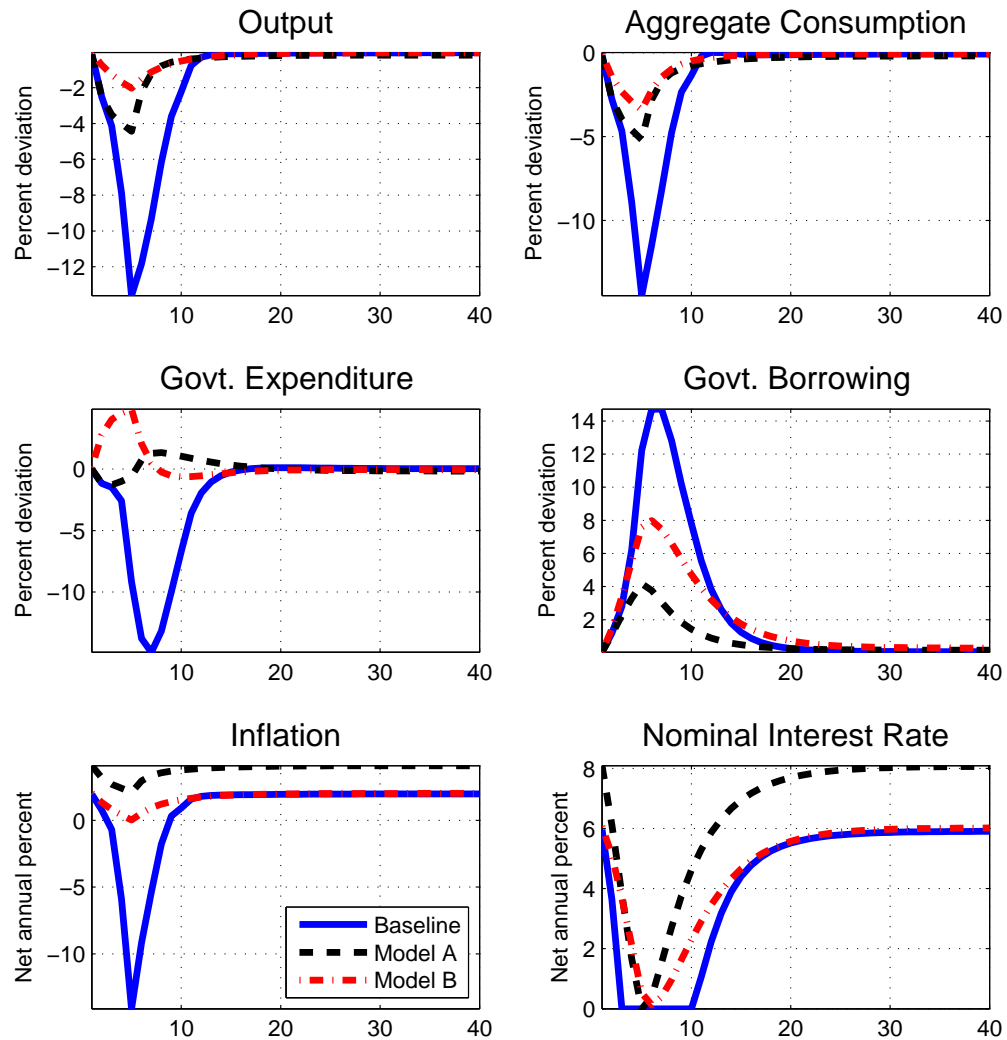 Output
Percent deviation
−2
−4
−6
−8
−10
−12
10 20 30 40
Aggregate Consumption
Percent deviation
0
−5
−10
10 20 30 40
Govt. Expenditure
Percent deviation
0
−5
−10
10 20 30 40
Govt. Borrowing
Percent deviation
14
12
10
8
6
4
2
10 20 30 40
Inflation
Net annual percent
0
−5
−10
Baseline
Model A
Model B
10 20 30 40
Nominal Interest Rate
Net annual percent
8
6
4
2
0
10 20 30 40